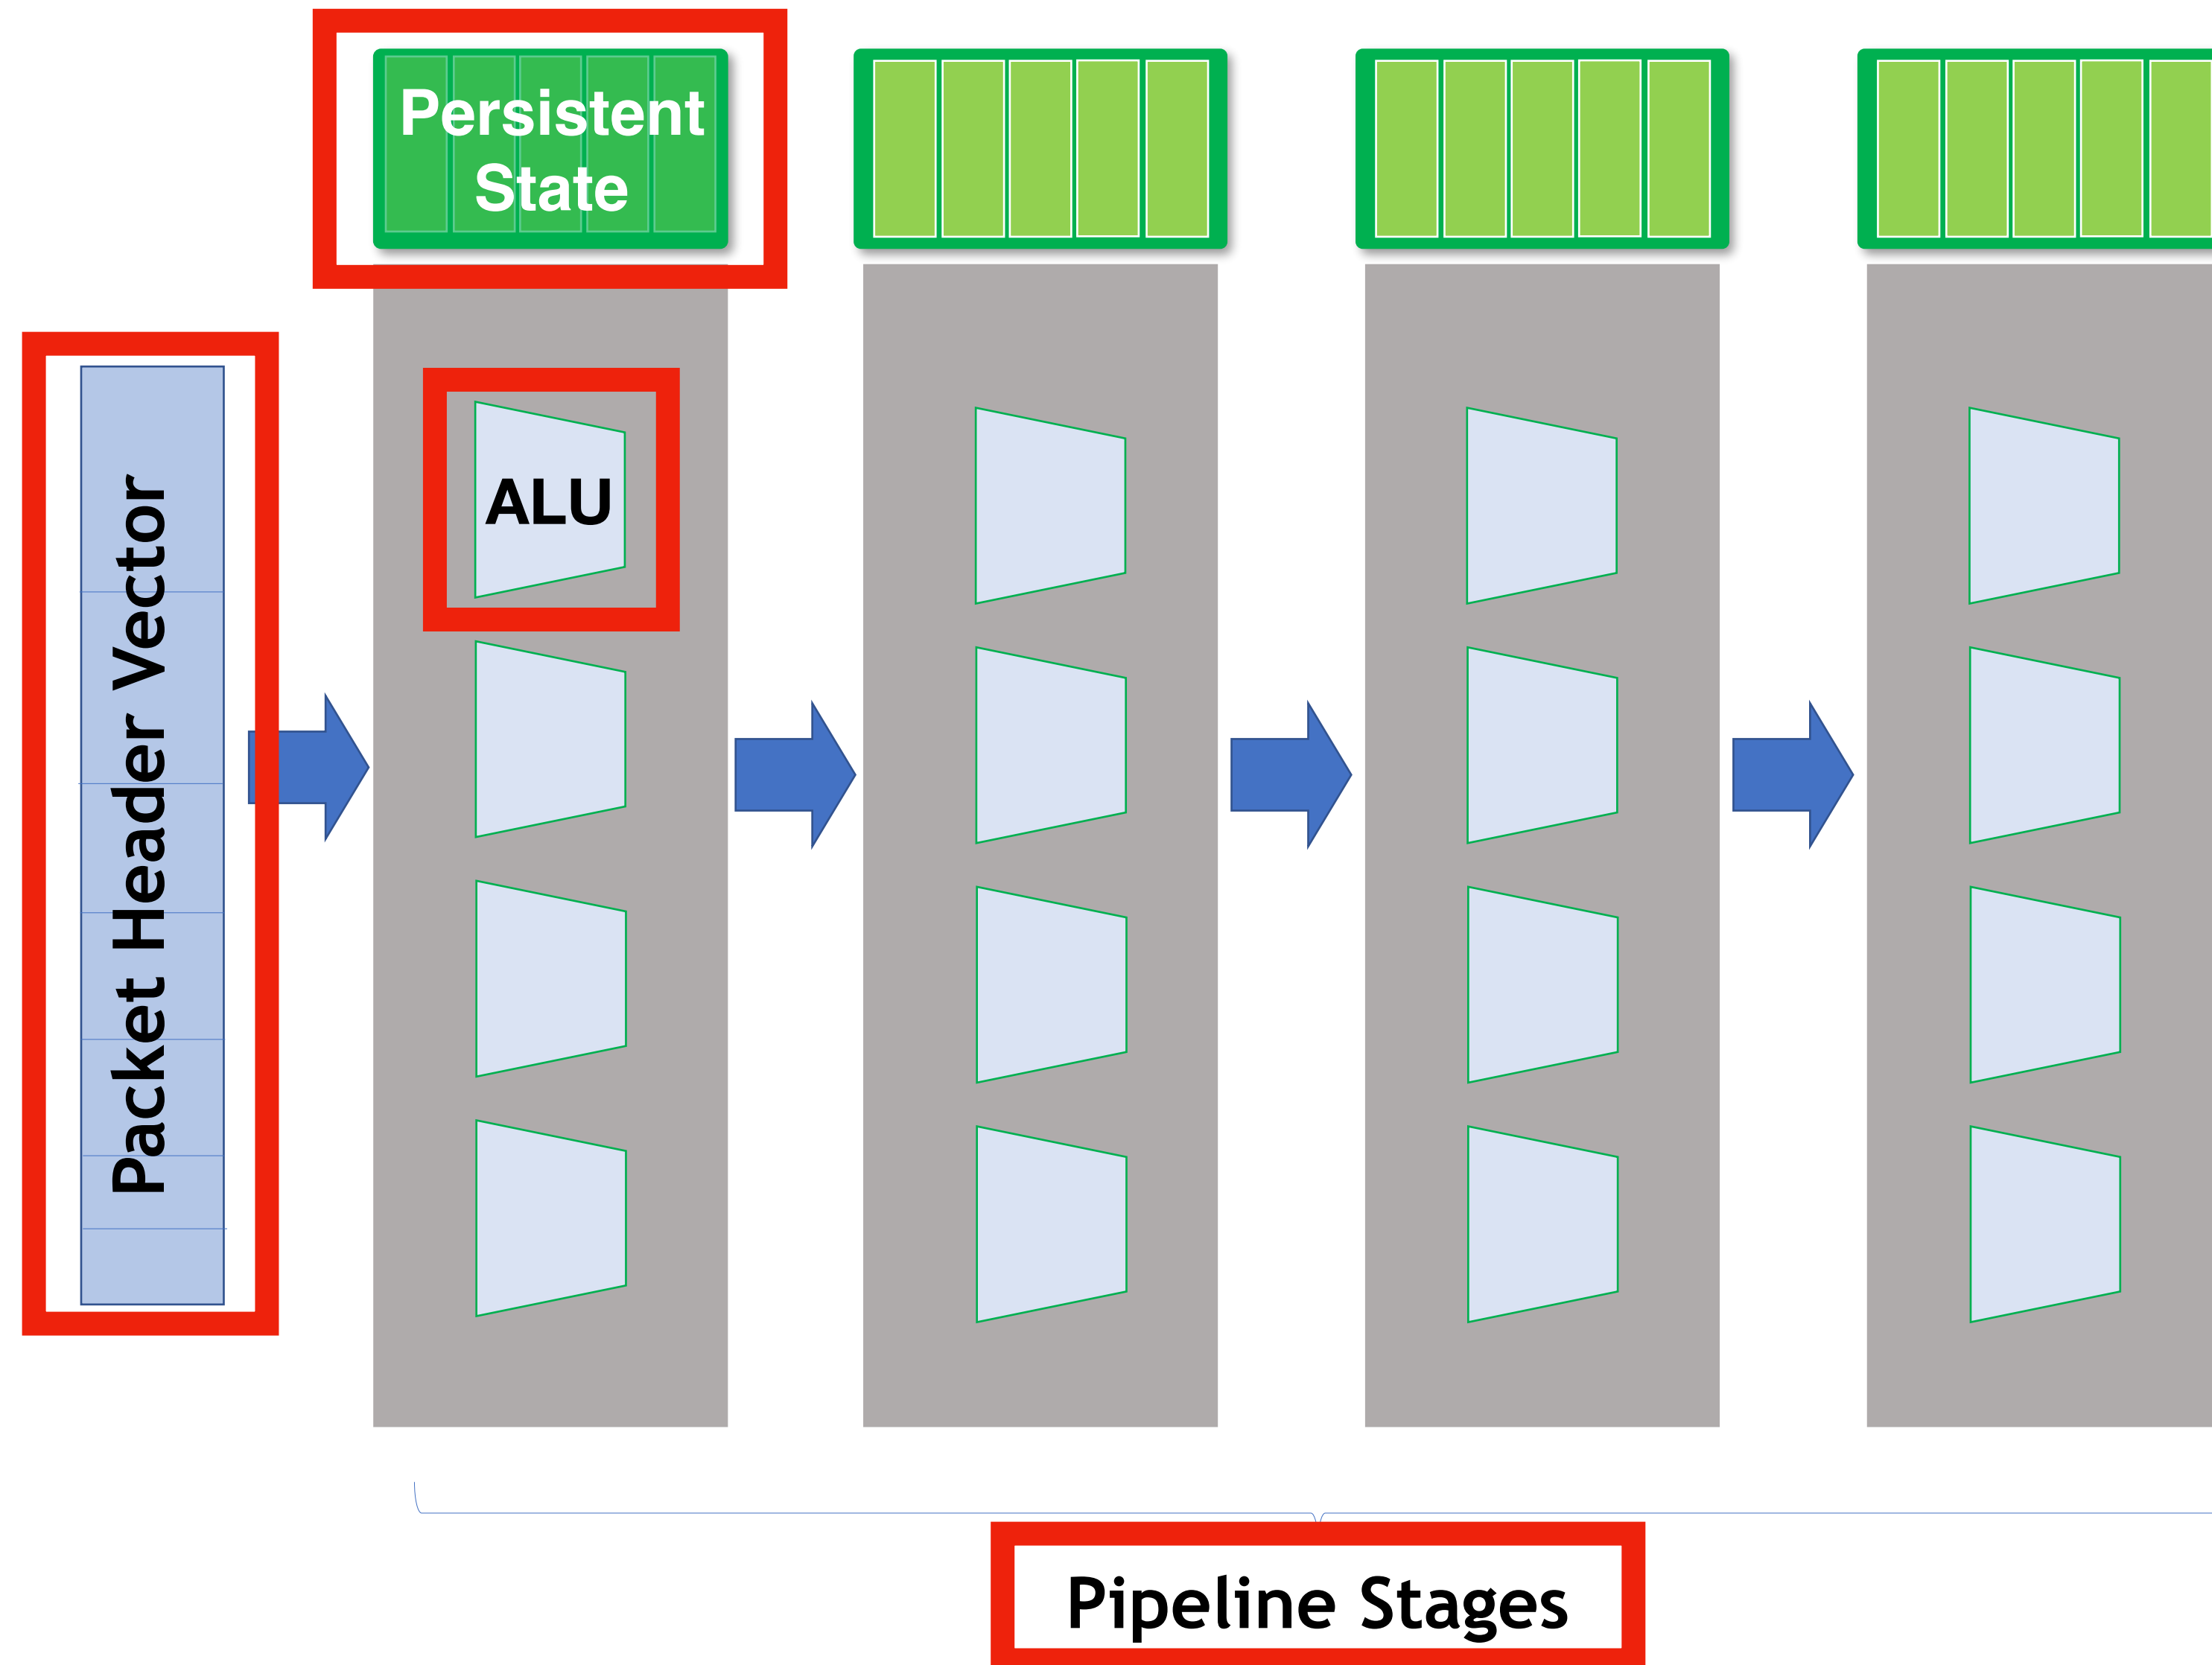 Persistent
State
ALU
Packet Header Vector
Pipeline Stages